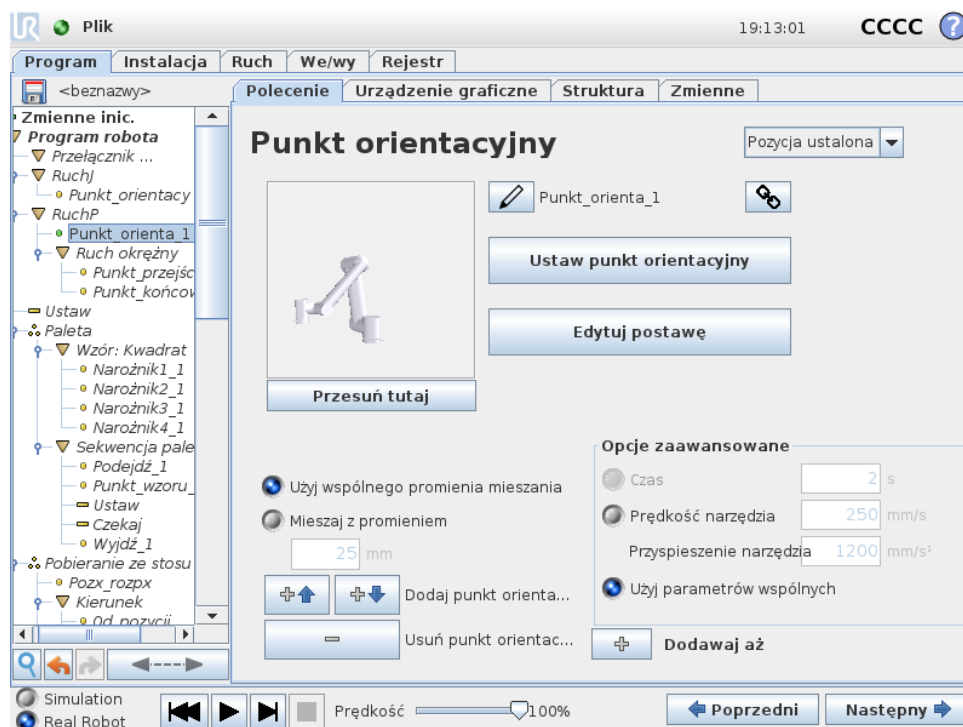 UR Plik 19:13:01 CCCC ?
Program Instalacja Ruch We/wy Rejestr
<beznazwy>
Polecenie Urządzenie graficzne Struktura Zmienne
Zmienne inic.
Program robota
Przełącznik ...
RuchJ
Punkt_orientacy
RuchP
Punkt_orienta_1
Ruch okrężny
Punkt_przejśc
Punkt_końcow
Ustaw
Paleta
Wzór: Kwadrat
Narożnik1_1
Narożnik2_1
Narożnik3_1
Narożnik4_1
Sekwencja pale
Podejdź_1
Punkt_wzoru_
Ustaw
Czekaj
Wyjdź_1
Pobieranie ze stosu
Pozx_rozpx
Kierunek
Od_pozycji
Punkt orientacyjny
Pozycja ustalona
Punkt_orienta_1
Ustaw punkt orientacyjny
Edytuj postawę
Przesuń tutaj
Użyj wspólnego promienia mieszania
Mieszaj z promieniem
25 mm
Dodaj punkt orienta...
Usuń punkt orientac...
Opcje zaawansowane
Czas 2 s
Prędkość narzędzia 250 mm/s
Przyspieszenie narzędzia 1200 mm/s²
Użyj parametrów wspólnych
Dodawaj aż
Simulation
Real Robot
Prędkość 100%
Poprzedni Następny